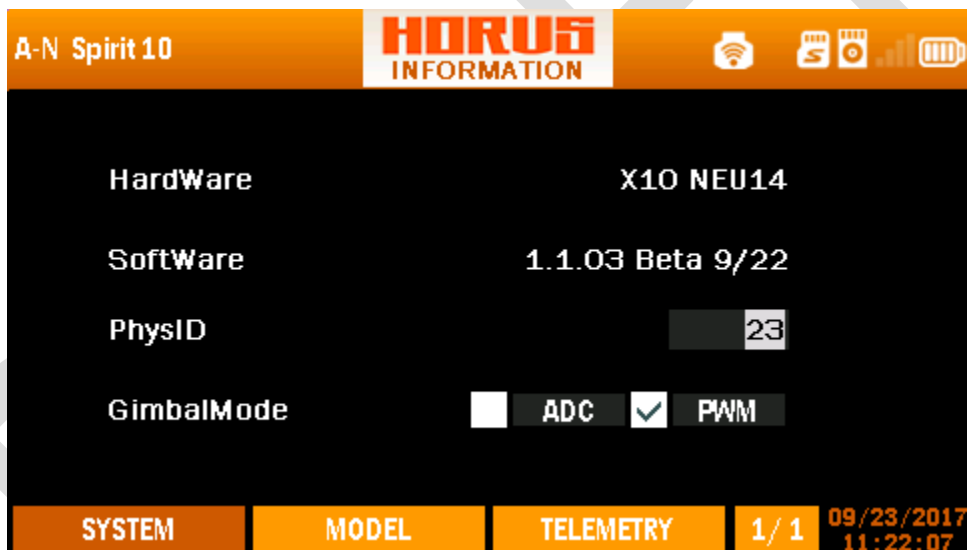 A-N Spirit 10
HORUS
INFORMATION
HardWare X10 NEU14
SoftWare 1.1.03 Beta 9/22
PhysID 23
GimbalMode ADC PWM
SYSTEM MODEL TELEMETRY 1/1 09/23/2017
11:22:07